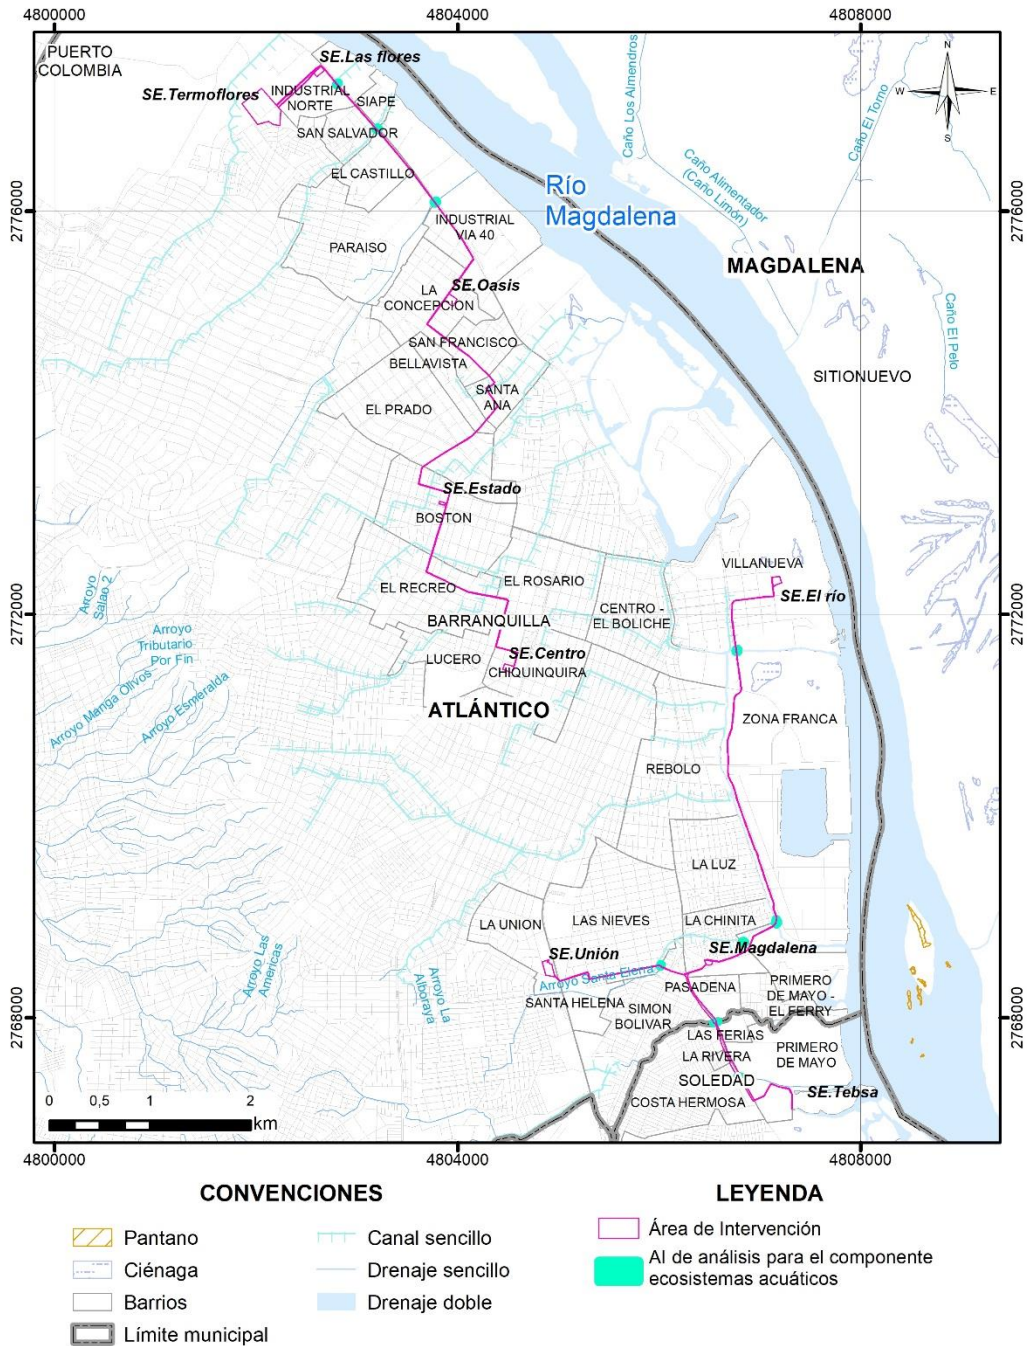 4800000
4804000
4808000
PUERTO
COLOMBIA
SE.Las flores
SE.Termoflores
INDUSTRIAL
NORTE
SIAPE
SAN SALVADOR
EL CASTILLO
N
W
E
S
Caño Los Almendros
Caño El Torno
Caño Alimentador
(Caño Limón)
Río
Magdalena
2776000
2776000
INDUSTRIAL
VIA 40
PARAISO
MAGDALENA
SE.Oasis
LA
CONCEPCION
Caño El Pelo
SAN FRANCISCO
BELLAVISTA
SITIONUEVO
SANTA
ANA
EL PRADO
SE.Estado
BOSTON
VILLANUEVA
EL ROSARIO
EL RECREO
SE.El río
Arroyo
Salao 2
2772000
2772000
CENTRO -
EL BOLICHE
BARRANQUILLA
Arroyo
Tributario
Por Fin
LUCERO
SE.Centro
CHIQUINQUIRA
Arroyo Manga Olivos
Arroyo Esmeralda
ATLÁNTICO
ZONA FRANCA
REBOLO
LA LUZ
LA UNION
LAS NIEVES
LA CHINITA
SE.Unión
SE.Magdalena
Arroyo Las
Americas
Arroyo La
Alboraya
Arroyo Santa Elena
PASADENA
PRIMERO
DE MAYO -
EL FERRY
SANTA HELENA
SIMON
BOLIVAR
2768000
2768000
LAS FERIAS
LA RIVERA
PRIMERO
DE MAYO
SOLEDAD
SE.Tebsa
COSTA HERMOSA
0 0,5 1 2
km
4800000
4804000
4808000
CONVENCIONES
Pantano
Ciénaga
Barrios
Límite municipal
Canal sencillo
Drenaje sencillo
Drenaje doble
LEYENDA
Área de Intervención
AI de análisis para el componente
ecosistemas acuáticos